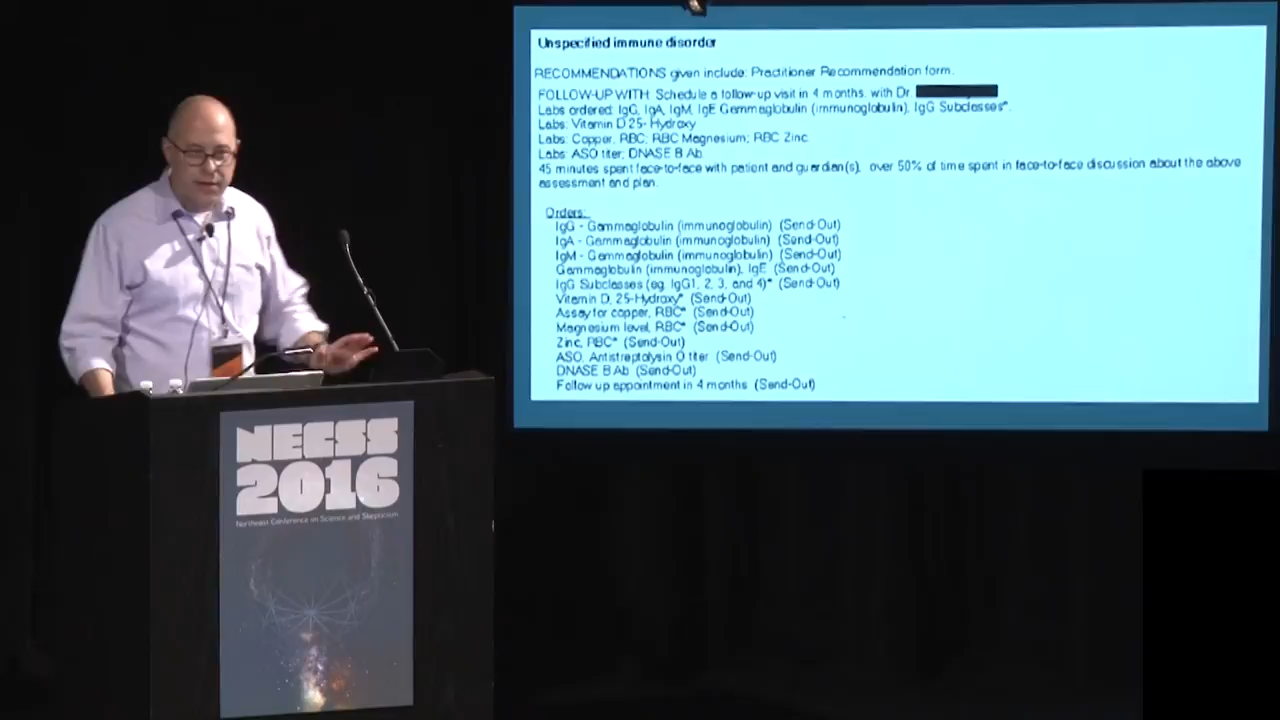 Unspecified immune disorder
RECOMMENDATIONS given include: Practitioner Recommendation form.
FOLLOW-UP WITH: Schedule a follow-up visit in 4 months. with Dr.
Labs ordered: IgG, IgA, IgM, IgE Gammaglobulin (immunoglobulin), IgG Subclasses*.
Labs: Vitamin D 25- Hydroxy
Labs: Copper, RBC; RBC Magnesium; RBC Zinc
Labs: ASO titer; DNASE B Ab
45 minutes spent face-to-face with patient and guardian(s), over 50% of time spent in face-to-face discussion about the above
assessment and plan.
Orders:
IgG - Gammaglobulin (immunoglobulin) (Send-Out)
IgA - Gammaglobulin (immunoglobulin) (Send-Out)
IgM - Gammaglobulin (immunoglobulin) (Send-Out)
Gammaglobulin (immunoglobulin), IgE (Send-Out)
IgG Subclasses (eg. IgG1, 2, 3, and 4)* (Send-Out)
Vitamin D, 25-Hydroxy* (Send-Out)
Assay for copper, RBC* (Send-Out)
Magnesium level, RBC* (Send-Out)
Zinc, RBC* (Send-Out)
ASO, Antistreptolysin O titer (Send-Out)
DNASE B Ab (Send-Out)
Follow up appointment in 4 months (Send-Out)
NECSS
2016
Northeast Conference on Science and Skepticism